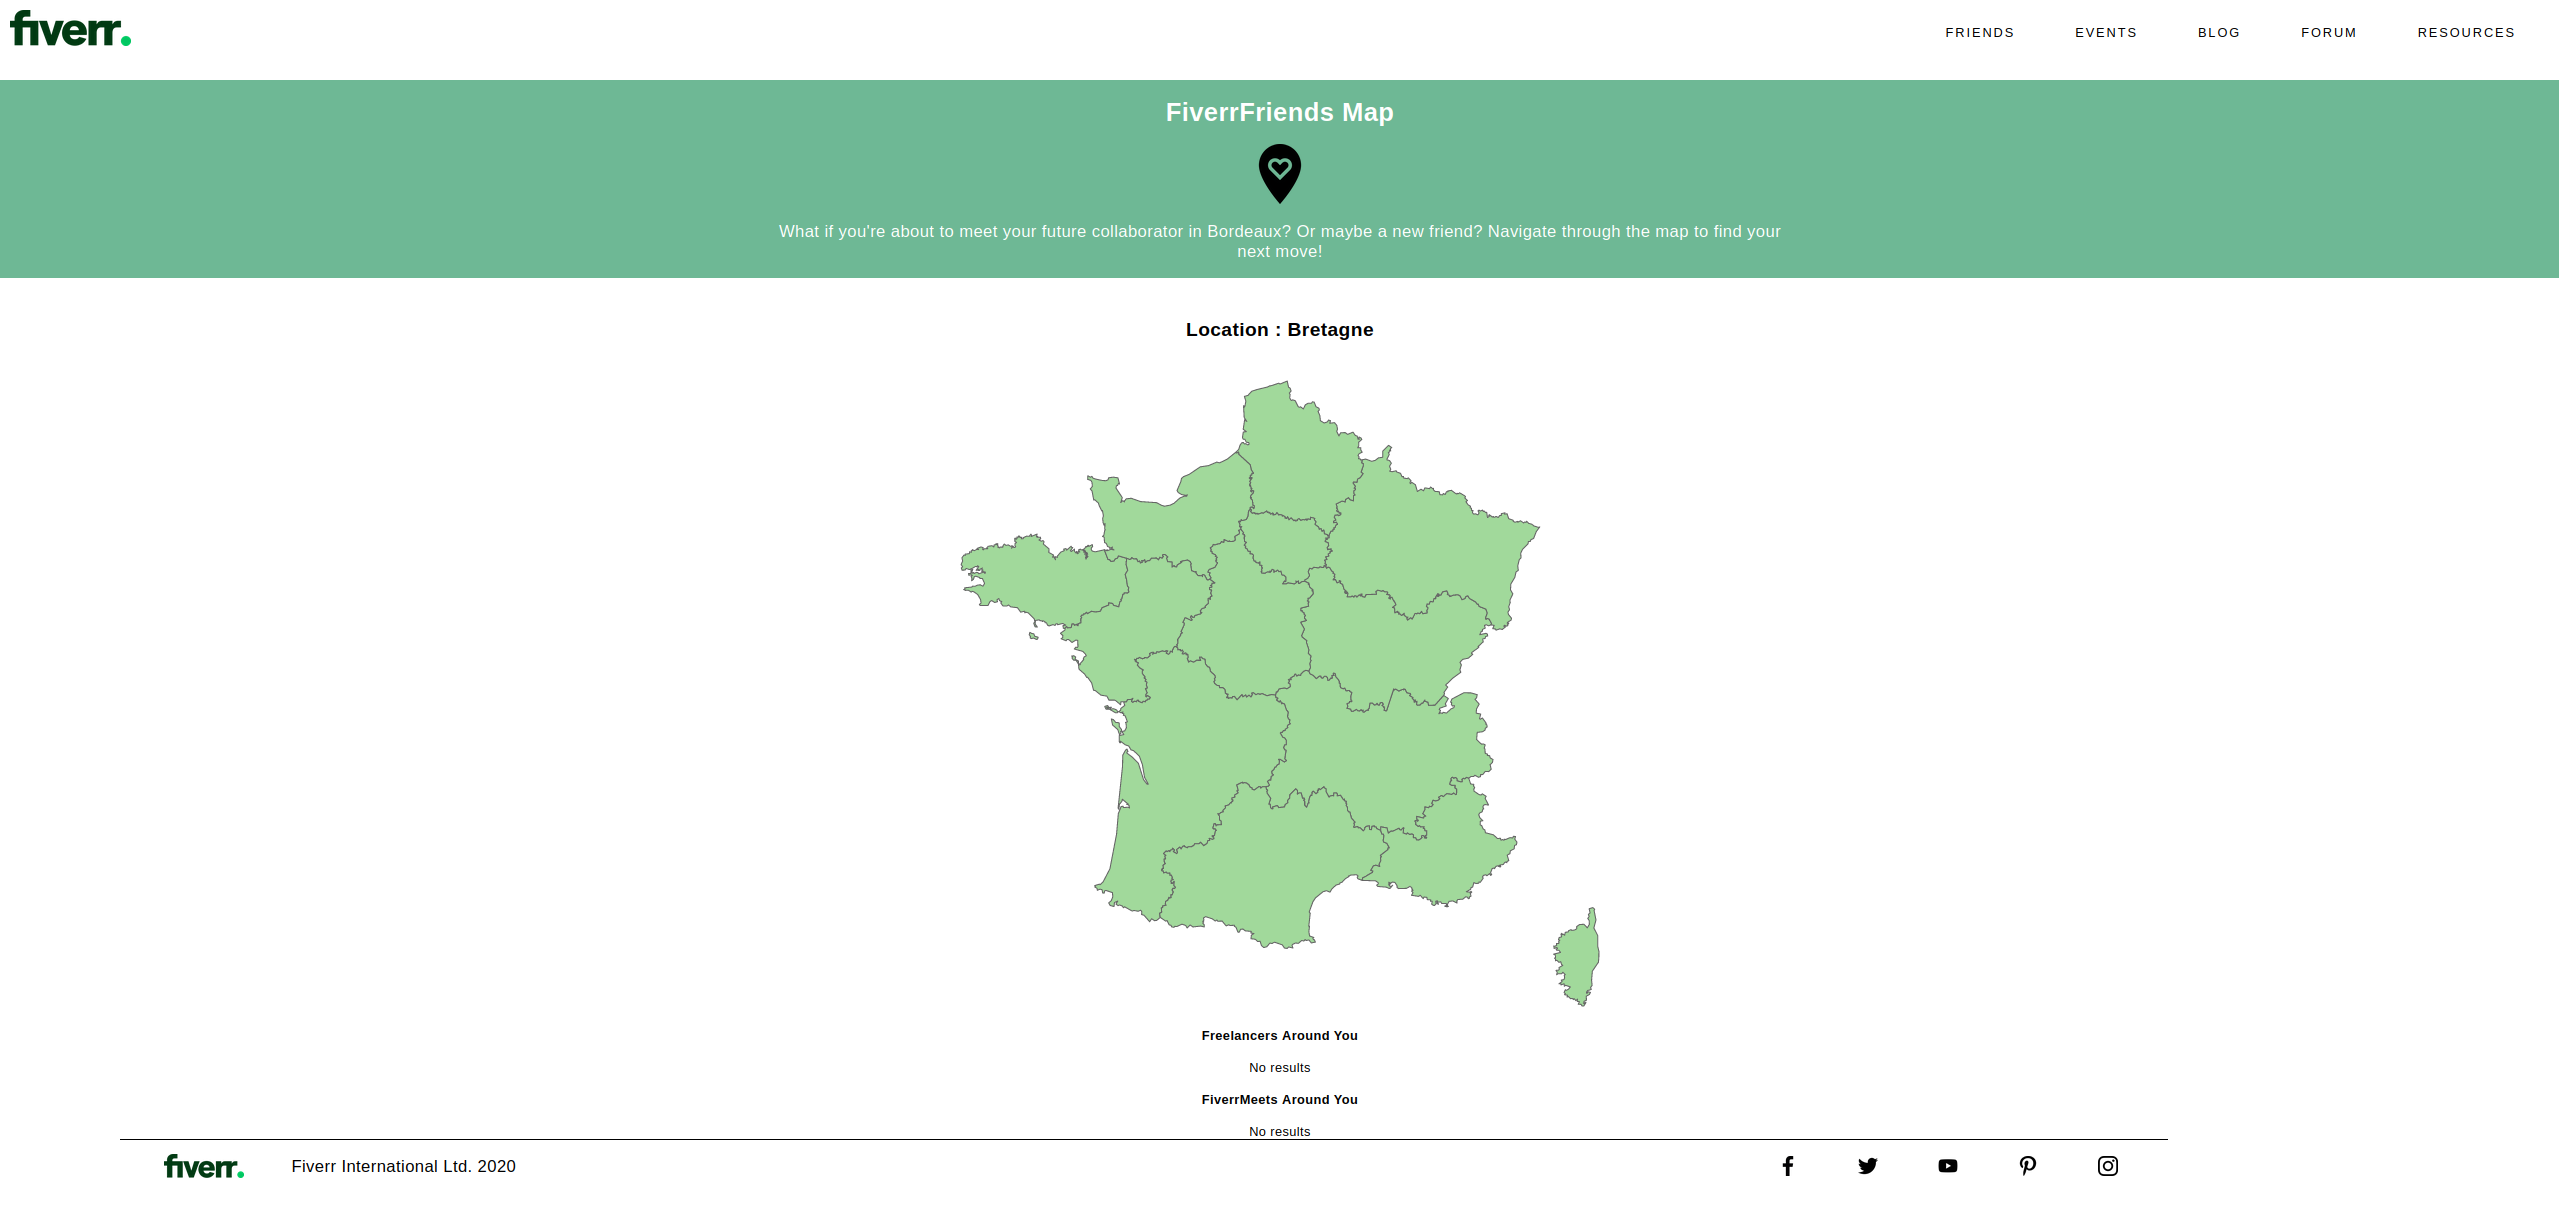 fiverr.
FRIENDS
EVENTS
BLOG
FORUM
RESOURCES
FiverrFriends Map
What if you're about to meet your future collaborator in Bordeaux? Or maybe a new friend? Navigate through the map to find your
next move!
Location : Bretagne
Freelancers Around You
No results
FiverrMeets Around You
No results
fiverr.
Fiverr International Ltd. 2020